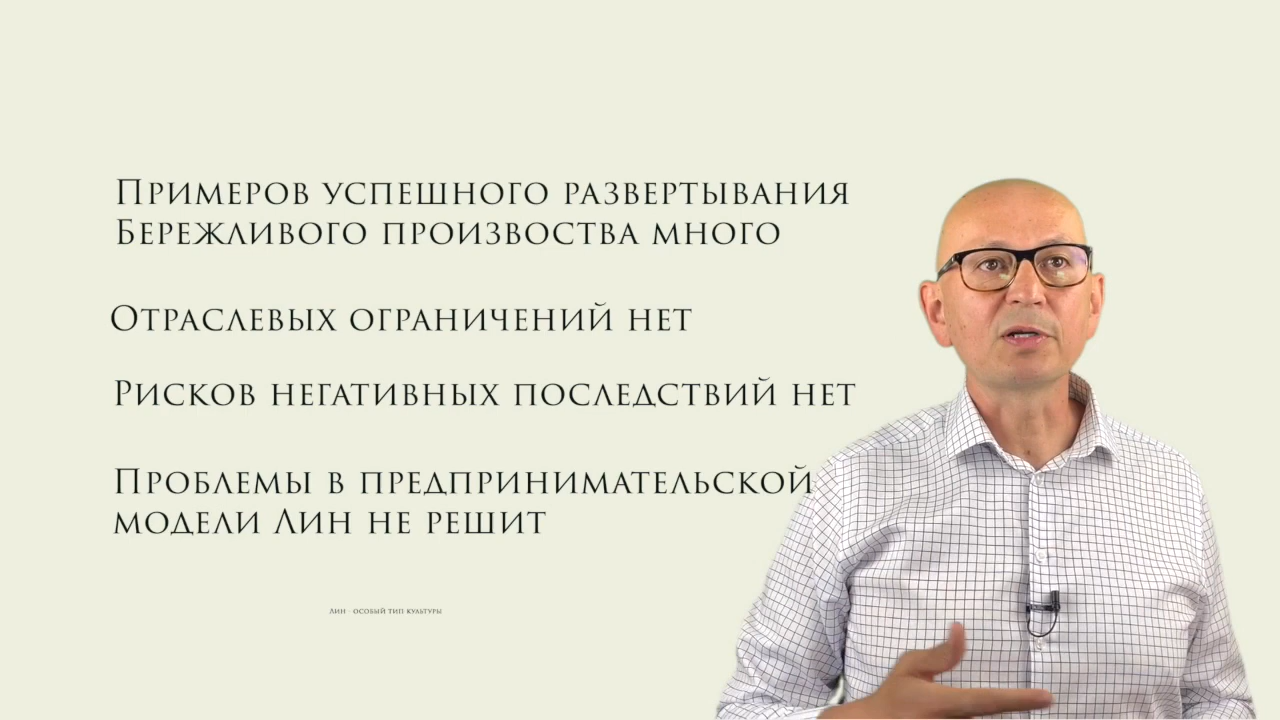 Примеров успешного развертывания
Бережливого произвоства много
Отраслевых ограничений нет
Рисков негативных последствий нет
Проблемы в предпринимательской
модели Лин не решит
Лин - особый тип культуры